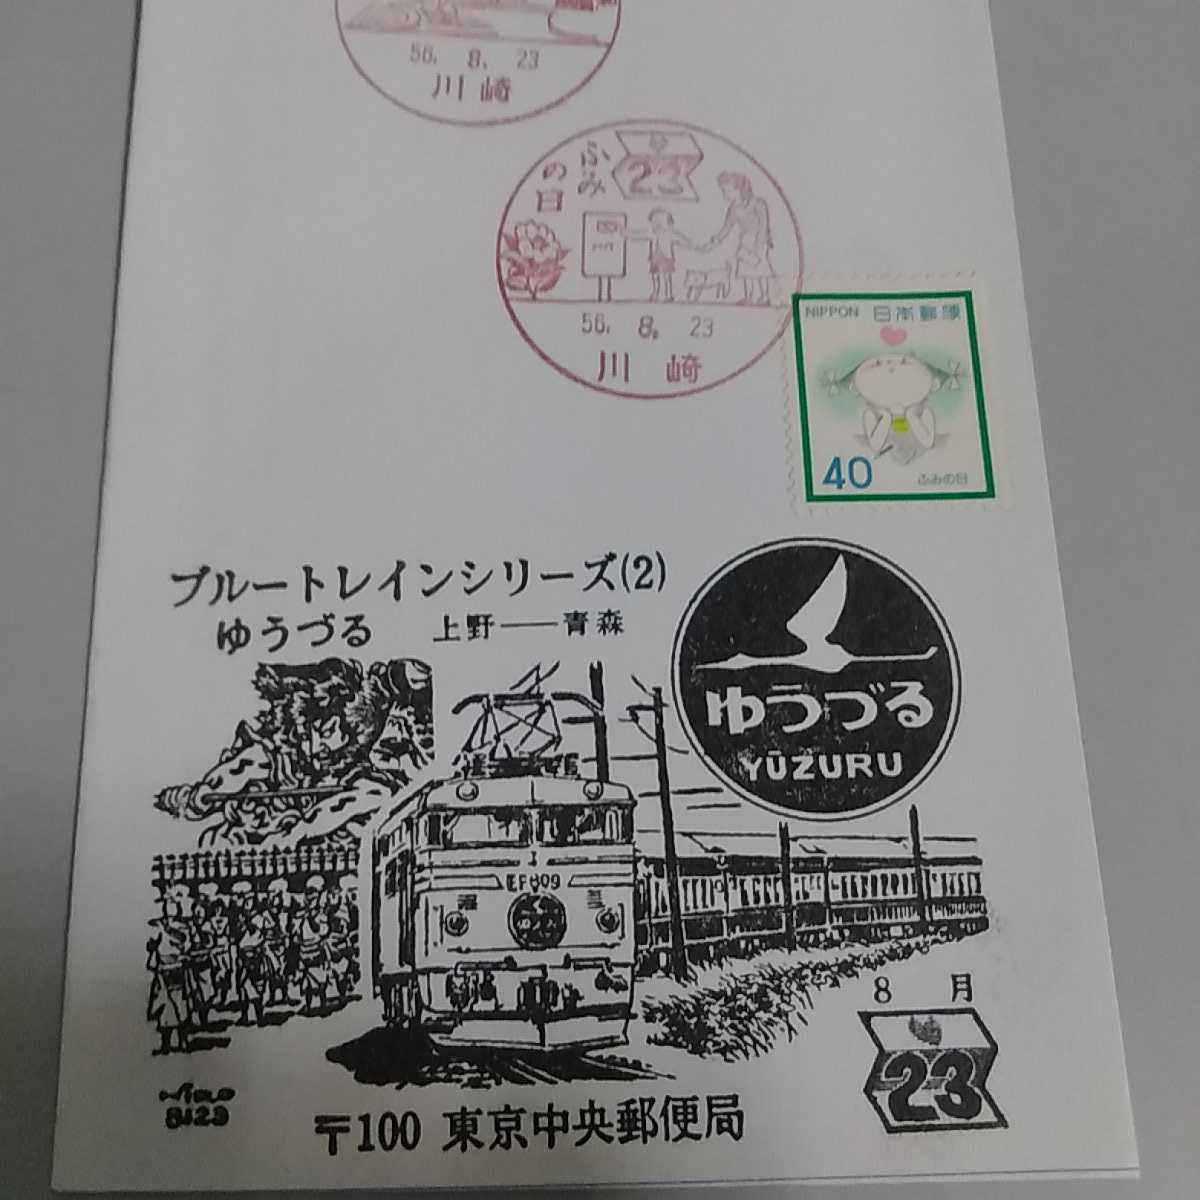 56. 8. 23
川崎
ふみの日
23
56. 8. 23
川崎
NIPPON 日本郵便
40
ふみの日
ブルートレインシリーズ(2)
ゆうづる 上野——青森
ゆうづる
YŪZURU
8月
23
〒100 東京中央郵便局